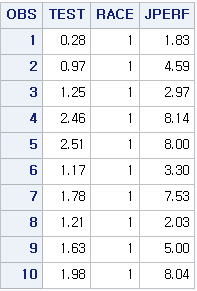 OBS TEST RACE JPERF
1 0.28 1 1.83
2 0.97 1 4.59
3 1.25 1 2.97
4 2.46 1 8.14
5 2.51 1 8.00
6 1.17 1 3.30
7 1.78 1 7.53
8 1.21 1 2.03
9 1.63 1 5.00
10 1.98 1 8.04